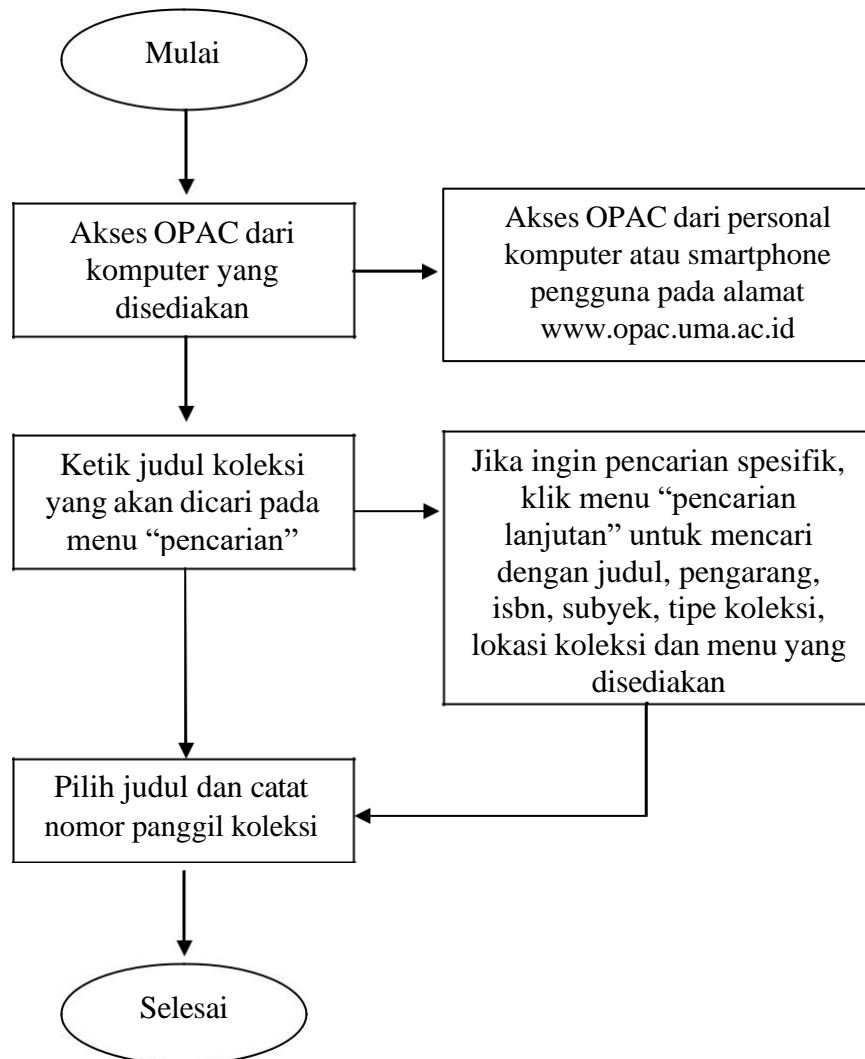 Mulai
Akses OPAC dari
komputer yang
disediakan
Akses OPAC dari personal
komputer atau smartphone
pengguna pada alamat
www.opac.uma.ac.id
Ketik judul koleksi
yang akan dicari pada
menu “pencarian”
Jika ingin pencarian spesifik,
klik menu “pencarian
lanjutan” untuk mencari
dengan judul, pengarang,
isbn, subyek, tipe koleksi,
lokasi koleksi dan menu yang
disediakan
Pilih judul dan catat
nomor panggil koleksi
Selesai